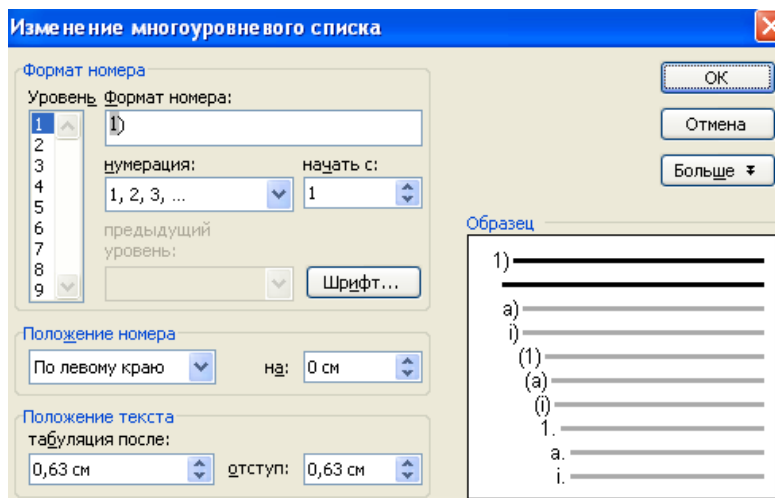 Изменение многоуровневого списка
Формат номера
Уровень Формат номера:
1
2
3
4
5
6
7
8
9
1)
нумерация:
начать с:
1, 2, 3, ...
1
предыдущий
уровень:
Шрифт...
Положение номера
По левому краю
на:
0 см
Положение текста
табуляция после:
0,63 см
отступ:
0,63 см
ОК
Отмена
Больше
Образец
1)
a)
i)
(1)
(a)
(i)
1.
a.
i.